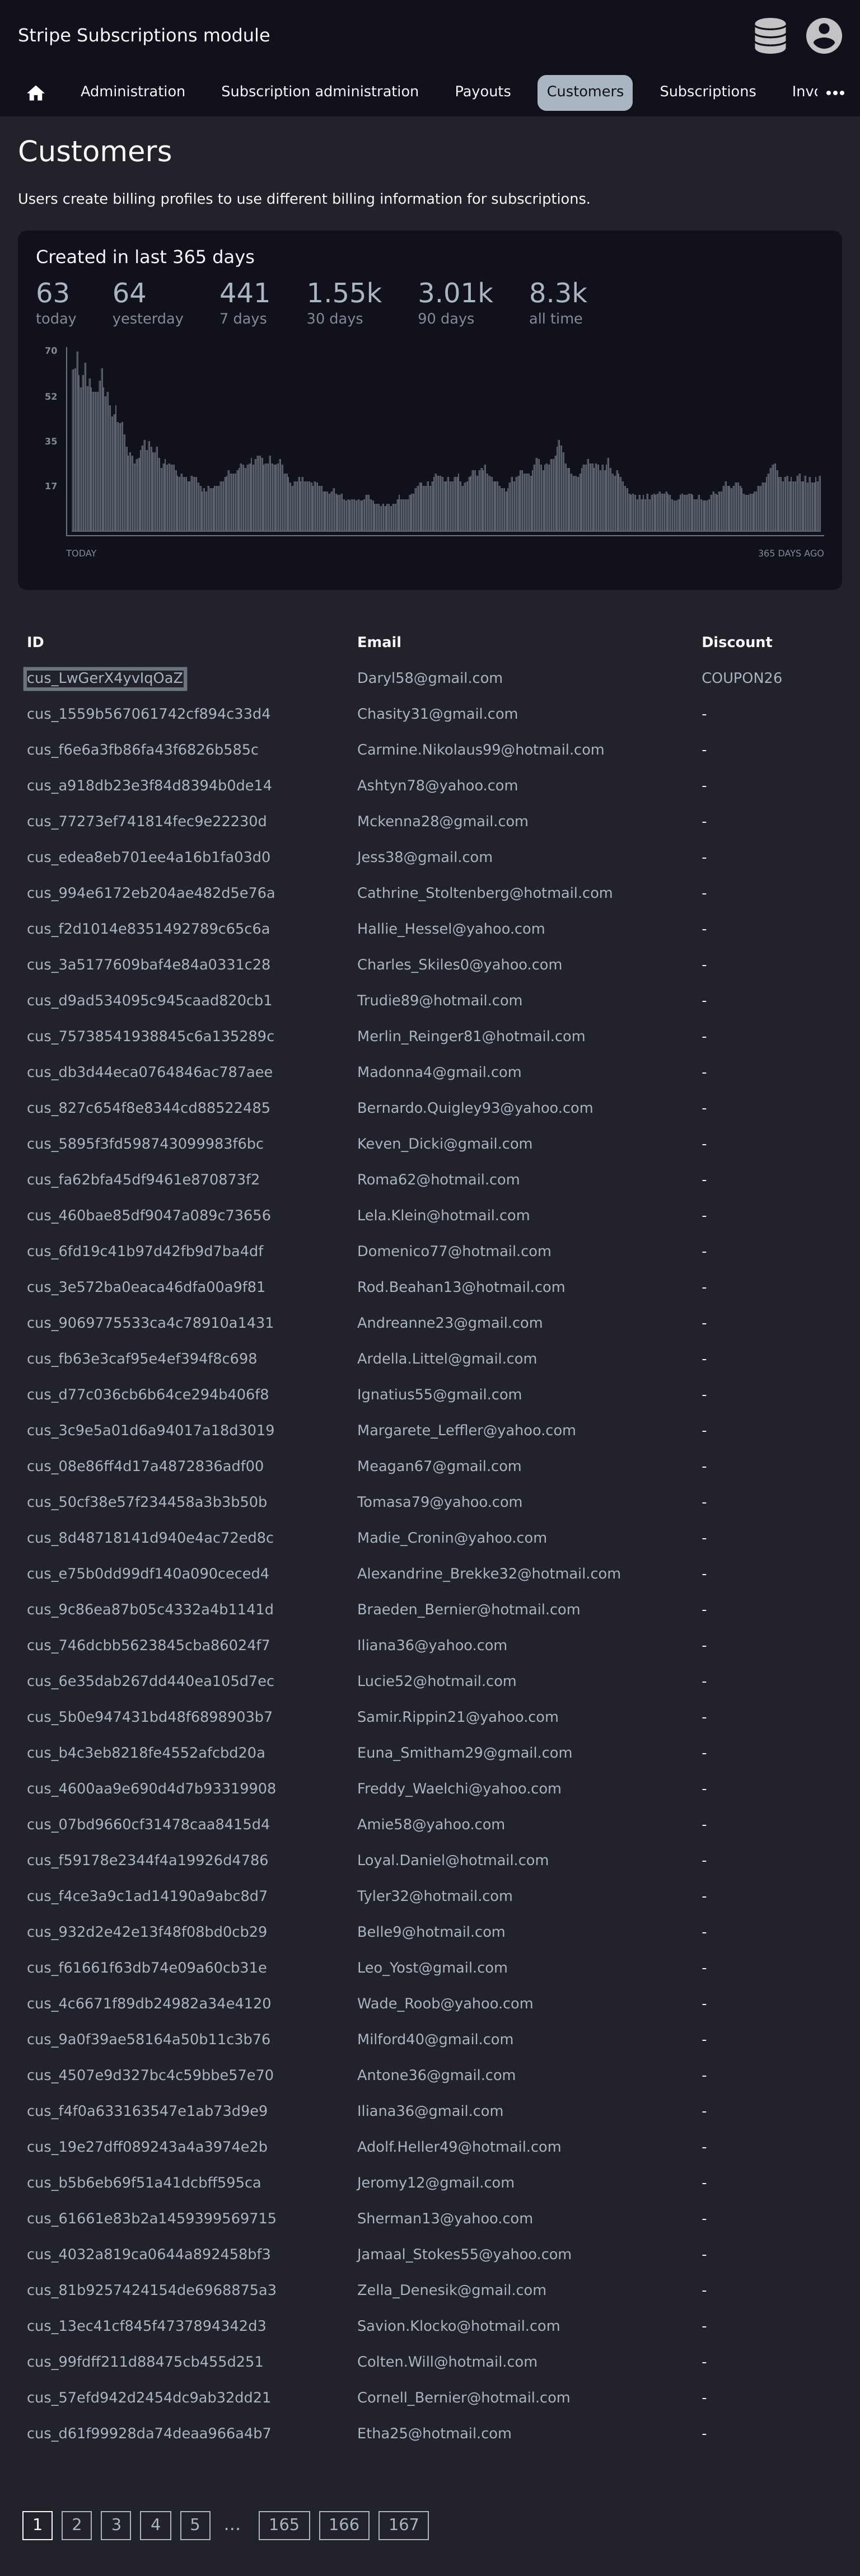 Stripe Subscriptions module
Administration Subscription administration Payouts Customers Subscriptions
Customers
Users create billing profiles to use different billing information for subscriptions.
Created in last 365 days
63 64 441 1.55k 3.01k 8.3k
today yesterday 7 days 30 days 90 days all time
70
52
35
17
TODAY 365 DAYS AGO
ID Email Discount
cus_LwGerX4yvIqOaZ Daryl58@gmail.com COUPON26
cus_1559b567061742cf894c33d4 Chasity31@gmail.com -
cus_f6e6a3fb86fa43f6826b585c Carmine.Nikolaus99@hotmail.com -
cus_a918db23e3f84d8394b0de14 Ashtyn78@yahoo.com -
cus_77273ef741814fec9e22230d Mckenna28@gmail.com -
cus_edea8eb701ee4a16b1fa03d0 Jess38@gmail.com -
cus_994e6172eb204ae482d5e76a Cathrine_Stoltenberg@hotmail.com -
cus_f2d1014e8351492789c65c6a Hallie_Hessel@yahoo.com -
cus_3a5177609baf4e84a0331c28 Charles_Skiles0@yahoo.com -
cus_d9ad534095c945caad820cb1 Trudie89@hotmail.com -
cus_75738541938845c6a135289c Merlin_Reinger81@hotmail.com -
cus_db3d44eca0764846ac787aee Madonna4@gmail.com -
cus_827c654f8e8344cd88522485 Bernardo.Quigley93@yahoo.com -
cus_5895f3fd598743099983f6bc Keven_Dicki@gmail.com -
cus_fa62bfa45df9461e870873f2 Roma62@hotmail.com -
cus_460bae85df9047a089c73656 Lela.Klein@hotmail.com -
cus_6fd19c41b97d42fb9d7ba4df Domenico77@hotmail.com -
cus_3e572ba0eaca46dfa00a9f81 Rod.Beahan13@hotmail.com -
cus_9069775533ca4c78910a1431 Andreanne23@gmail.com -
cus_fb63e3caf95e4ef394f8c698 Ardella.Littel@gmail.com -
cus_d77c036cb6b64ce294b406f8 Ignatius55@gmail.com -
cus_3c9e5a01d6a94017a18d3019 Margarete_Leffler@yahoo.com -
cus_08e86ff4d17a4872836adf00 Meagan67@gmail.com -
cus_50cf38e57f234458a3b3b50b Tomasa79@yahoo.com -
cus_8d48718141d940e4ac72ed8c Madie_Cronin@yahoo.com -
cus_e75b0dd99df140a090ceced4 Alexandrine_Brekke32@hotmail.com -
cus_9c86ea87b05c4332a4b1141d Braeden_Bernier@hotmail.com -
cus_746dcbb5623845cba86024f7 Iliana36@yahoo.com -
cus_6e35dab267dd440ea105d7ec Lucie52@hotmail.com -
cus_5b0e947431bd48f6898903b7 Samir.Rippin21@yahoo.com -
cus_b4c3eb8218fe4552afcbd20a Euna_Smitham29@gmail.com -
cus_4600aa9e690d4d7b93319908 Freddy_Waelchi@yahoo.com -
cus_07bd9660cf31478caa8415d4 Amie58@yahoo.com -
cus_f59178e2344f4a19926d4786 Loyal.Daniel@hotmail.com -
cus_f4ce3a9c1ad14190a9abc8d7 Tyler32@hotmail.com -
cus_932d2e42e13f48f08bd0cb29 Belle9@hotmail.com -
cus_f61661f63db74e09a60cb31e Leo_Yost@gmail.com -
cus_4c6671f89db24982a34e4120 Wade_Roob@yahoo.com -
cus_9a0f39ae58164a50b11c3b76 Milford40@gmail.com -
cus_4507e9d327bc4c59bbe57e70 Antone36@gmail.com -
cus_f4f0a633163547e1ab73d9e9 Iliana36@gmail.com -
cus_19e27dff089243a4a3974e2b Adolf.Heller49@hotmail.com -
cus_b5b6eb69f51a41dcbff595ca Jeromy12@gmail.com -
cus_61661e83b2a1459399569715 Sherman13@yahoo.com -
cus_4032a819ca0644a892458bf3 Jamaal_Stokes55@yahoo.com -
cus_81b9257424154de6968875a3 Zella_Denesik@gmail.com -
cus_13ec41cf845f4737894342d3 Savion.Klocko@hotmail.com -
cus_99fdff211d88475cb455d251 Colten.Will@hotmail.com -
cus_57efd942d2454dc9ab32dd21 Cornell_Bernier@hotmail.com -
cus_d61f99928da74deaa966a4b7 Etha25@hotmail.com -
1 2 3 4 5 … 165 166 167